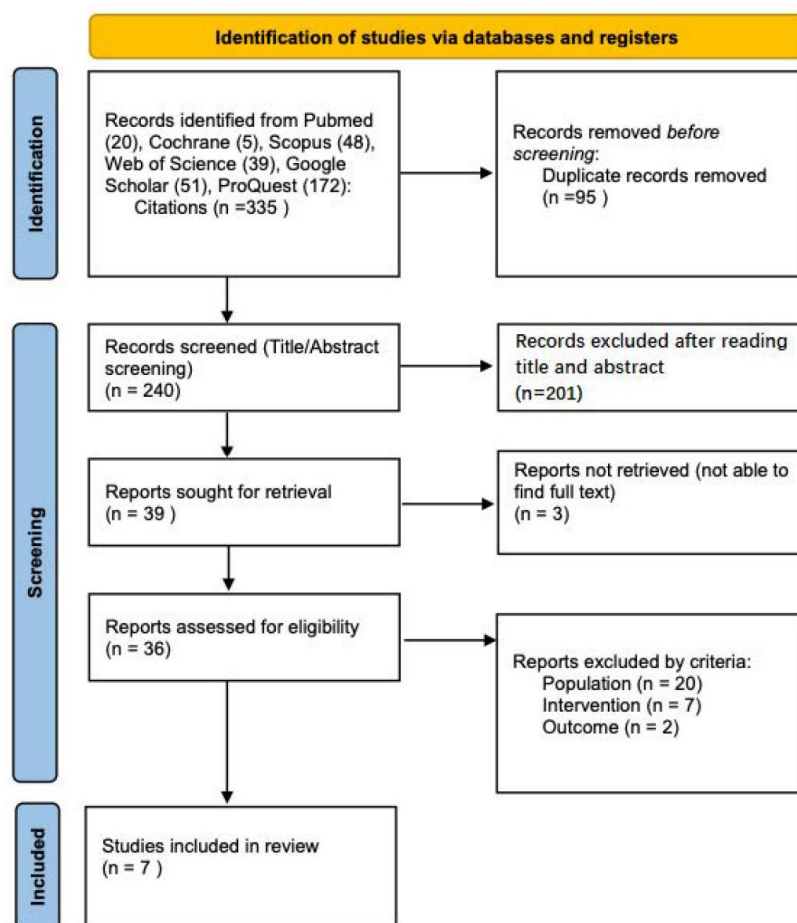 Identification of studies via databases and registers
Identification
Records identified from Pubmed
(20), Cochrane (5), Scopus (48),
Web of Science (39), Google
Scholar (51), ProQuest (172):
Citations (n =335 )
Records removed before
screening:
Duplicate records removed
(n =95 )
Screening
Records screened (Title/Abstract
screening)
(n = 240)
Records excluded after reading
title and abstract
(n=201)
Reports sought for retrieval
(n = 39 )
Reports not retrieved (not able to
find full text)
(n = 3)
Reports assessed for eligibility
(n = 36)
Reports excluded by criteria:
Population (n = 20)
Intervention (n = 7)
Outcome (n = 2)
Included
Studies included in review
(n = 7 )